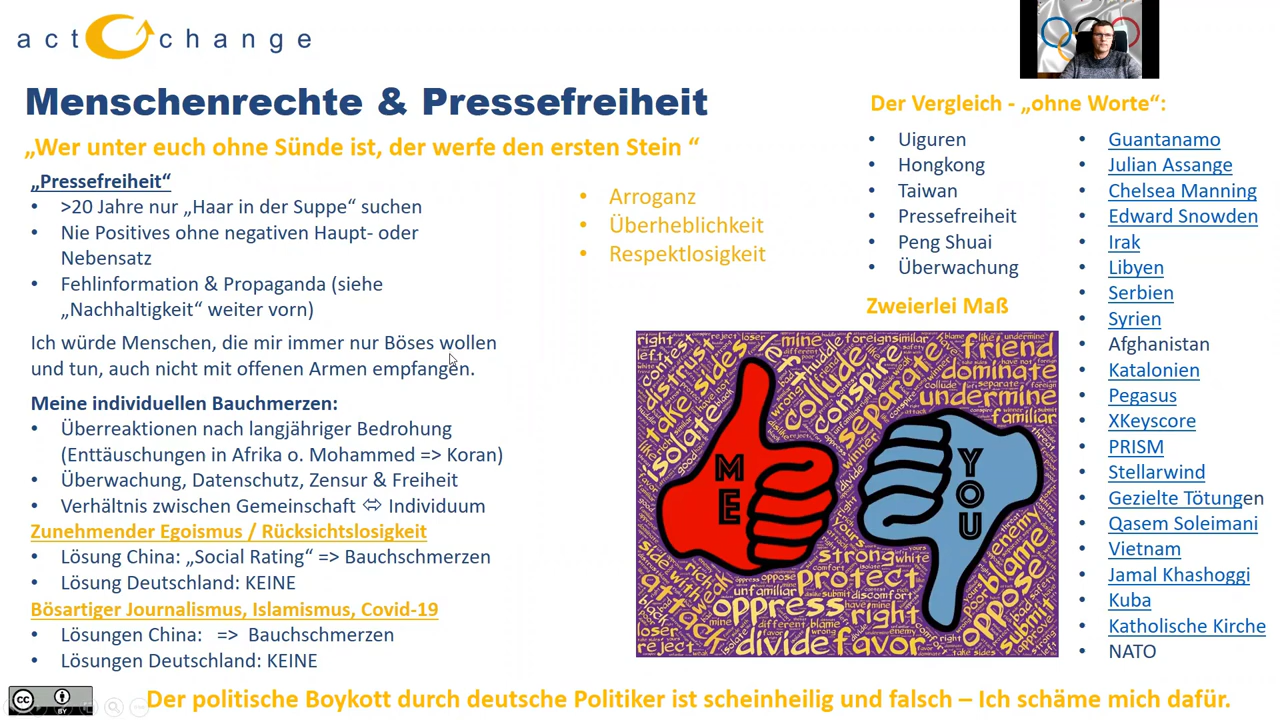 act change
Menschenrechte & Pressefreiheit
„Wer unter euch ohne Sünde ist, der werfe den ersten Stein “
„Pressefreiheit“
• >20 Jahre nur „Haar in der Suppe“ suchen
• Nie Positives ohne negativen Haupt- oder
Nebensatz
• Fehlinformation & Propaganda (siehe
„Nachhaltigkeit“ weiter vorn)
Ich würde Menschen, die mir immer nur Böses wollen
und tun, auch nicht mit offenen Armen empfangen.
Meine individuellen Bauchmerzen:
• Überreaktionen nach langjähriger Bedrohung
(Enttäuschungen in Afrika o. Mohammed => Koran)
• Überwachung, Datenschutz, Zensur & Freiheit
• Verhältnis zwischen Gemeinschaft ⇔ Individuum
Zunehmender Egoismus / Rücksichtslosigkeit
• Lösung China: „Social Rating“ => Bauchschmerzen
• Lösung Deutschland: KEINE
Bösartiger Journalismus, Islamismus, Covid-19
• Lösungen China: => Bauchschmerzen
• Lösungen Deutschland: KEINE
• Arroganz
• Überheblichkeit
• Respektlosigkeit
Der Vergleich - „ohne Worte“:
• Uiguren
• Hongkong
• Taiwan
• Pressefreiheit
• Peng Shuai
• Überwachung
Zweierlei Maß
• Guantanamo
• Julian Assange
• Chelsea Manning
• Edward Snowden
• Irak
• Libyen
• Serbien
• Syrien
• Afghanistan
• Katalonien
• Pegasus
• XKeyscore
• PRISM
• Stellarwind
• Gezielte Tötungen
• Qasem Soleimani
• Vietnam
• Jamal Khashoggi
• Kuba
• Katholische Kirche
• NATO
ME
YOU
distrust
take sides
isolate
collude
conspire
separate
friend
dominate
undermine
familiar
strong
white
protect
oppress
right
divide
favor
attack
blame
oppose
submit
reject
CC BY
Der politische Boykott durch deutsche Politiker ist scheinheilig und falsch – Ich schäme mich dafür.